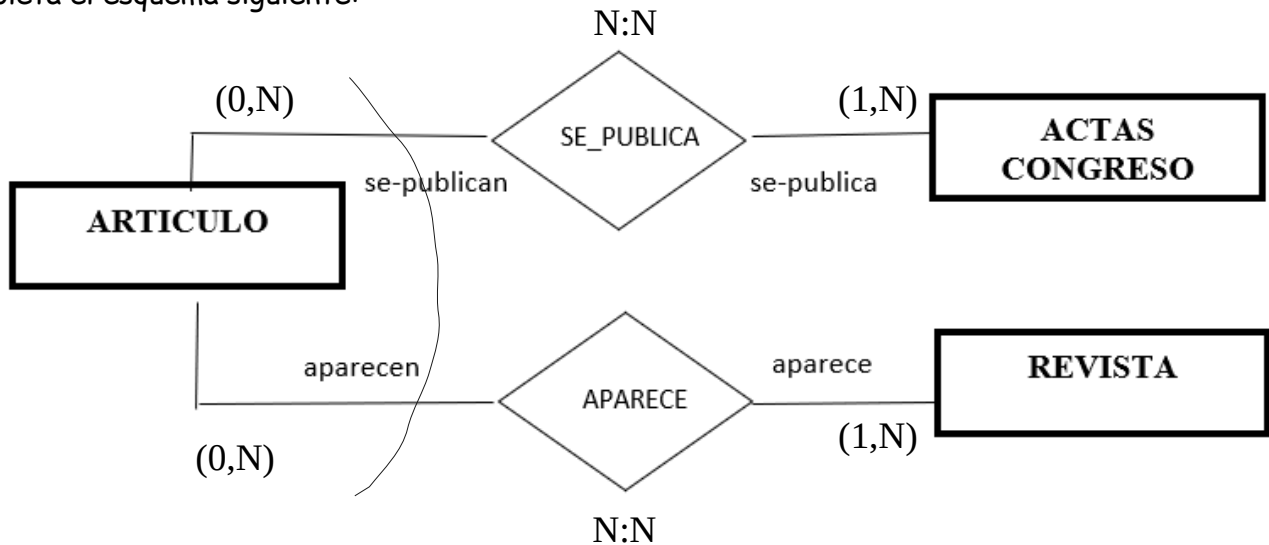 el esquema siguiente:
N:N
(0,N)
(1,N)
SE_PUBLICA
ACTAS
CONGRESO
se-publican
se-publica
ARTICULO
aparecen
aparece
REVISTA
APARECE
(0,N)
(1,N)
N:N